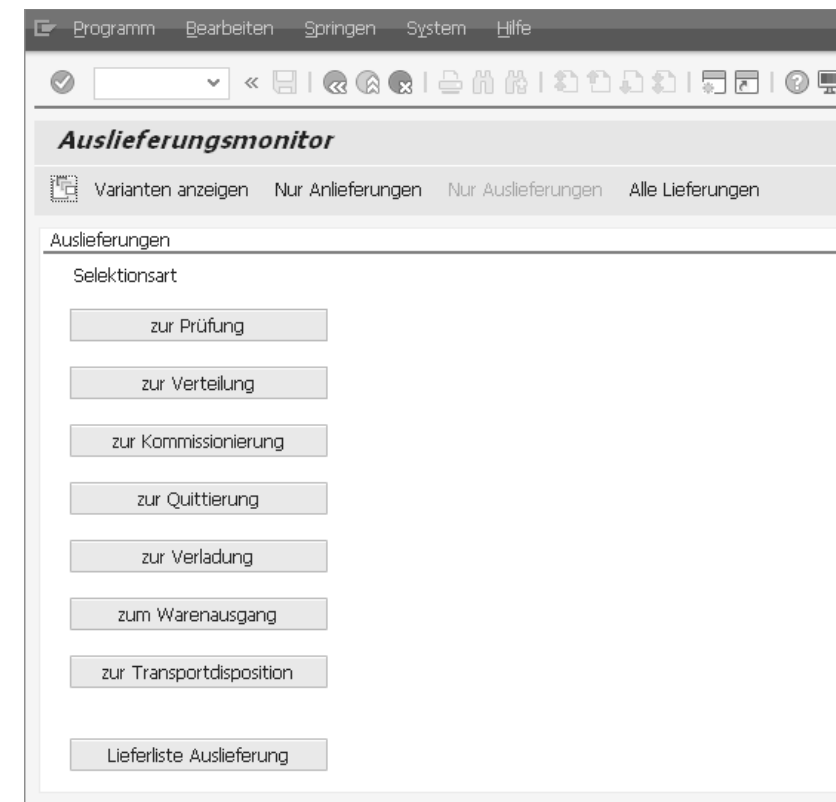 Programm Bearbeiten Springen System Hilfe
Auslieferungsmonitor
Varianten anzeigen Nur Anlieferungen Nur Auslieferungen Alle Lieferungen
Auslieferungen
Selektionsart
zur Prüfung
zur Verteilung
zur Kommissionierung
zur Quittierung
zur Verladung
zum Warenausgang
zur Transportdisposition
Lieferliste Auslieferung